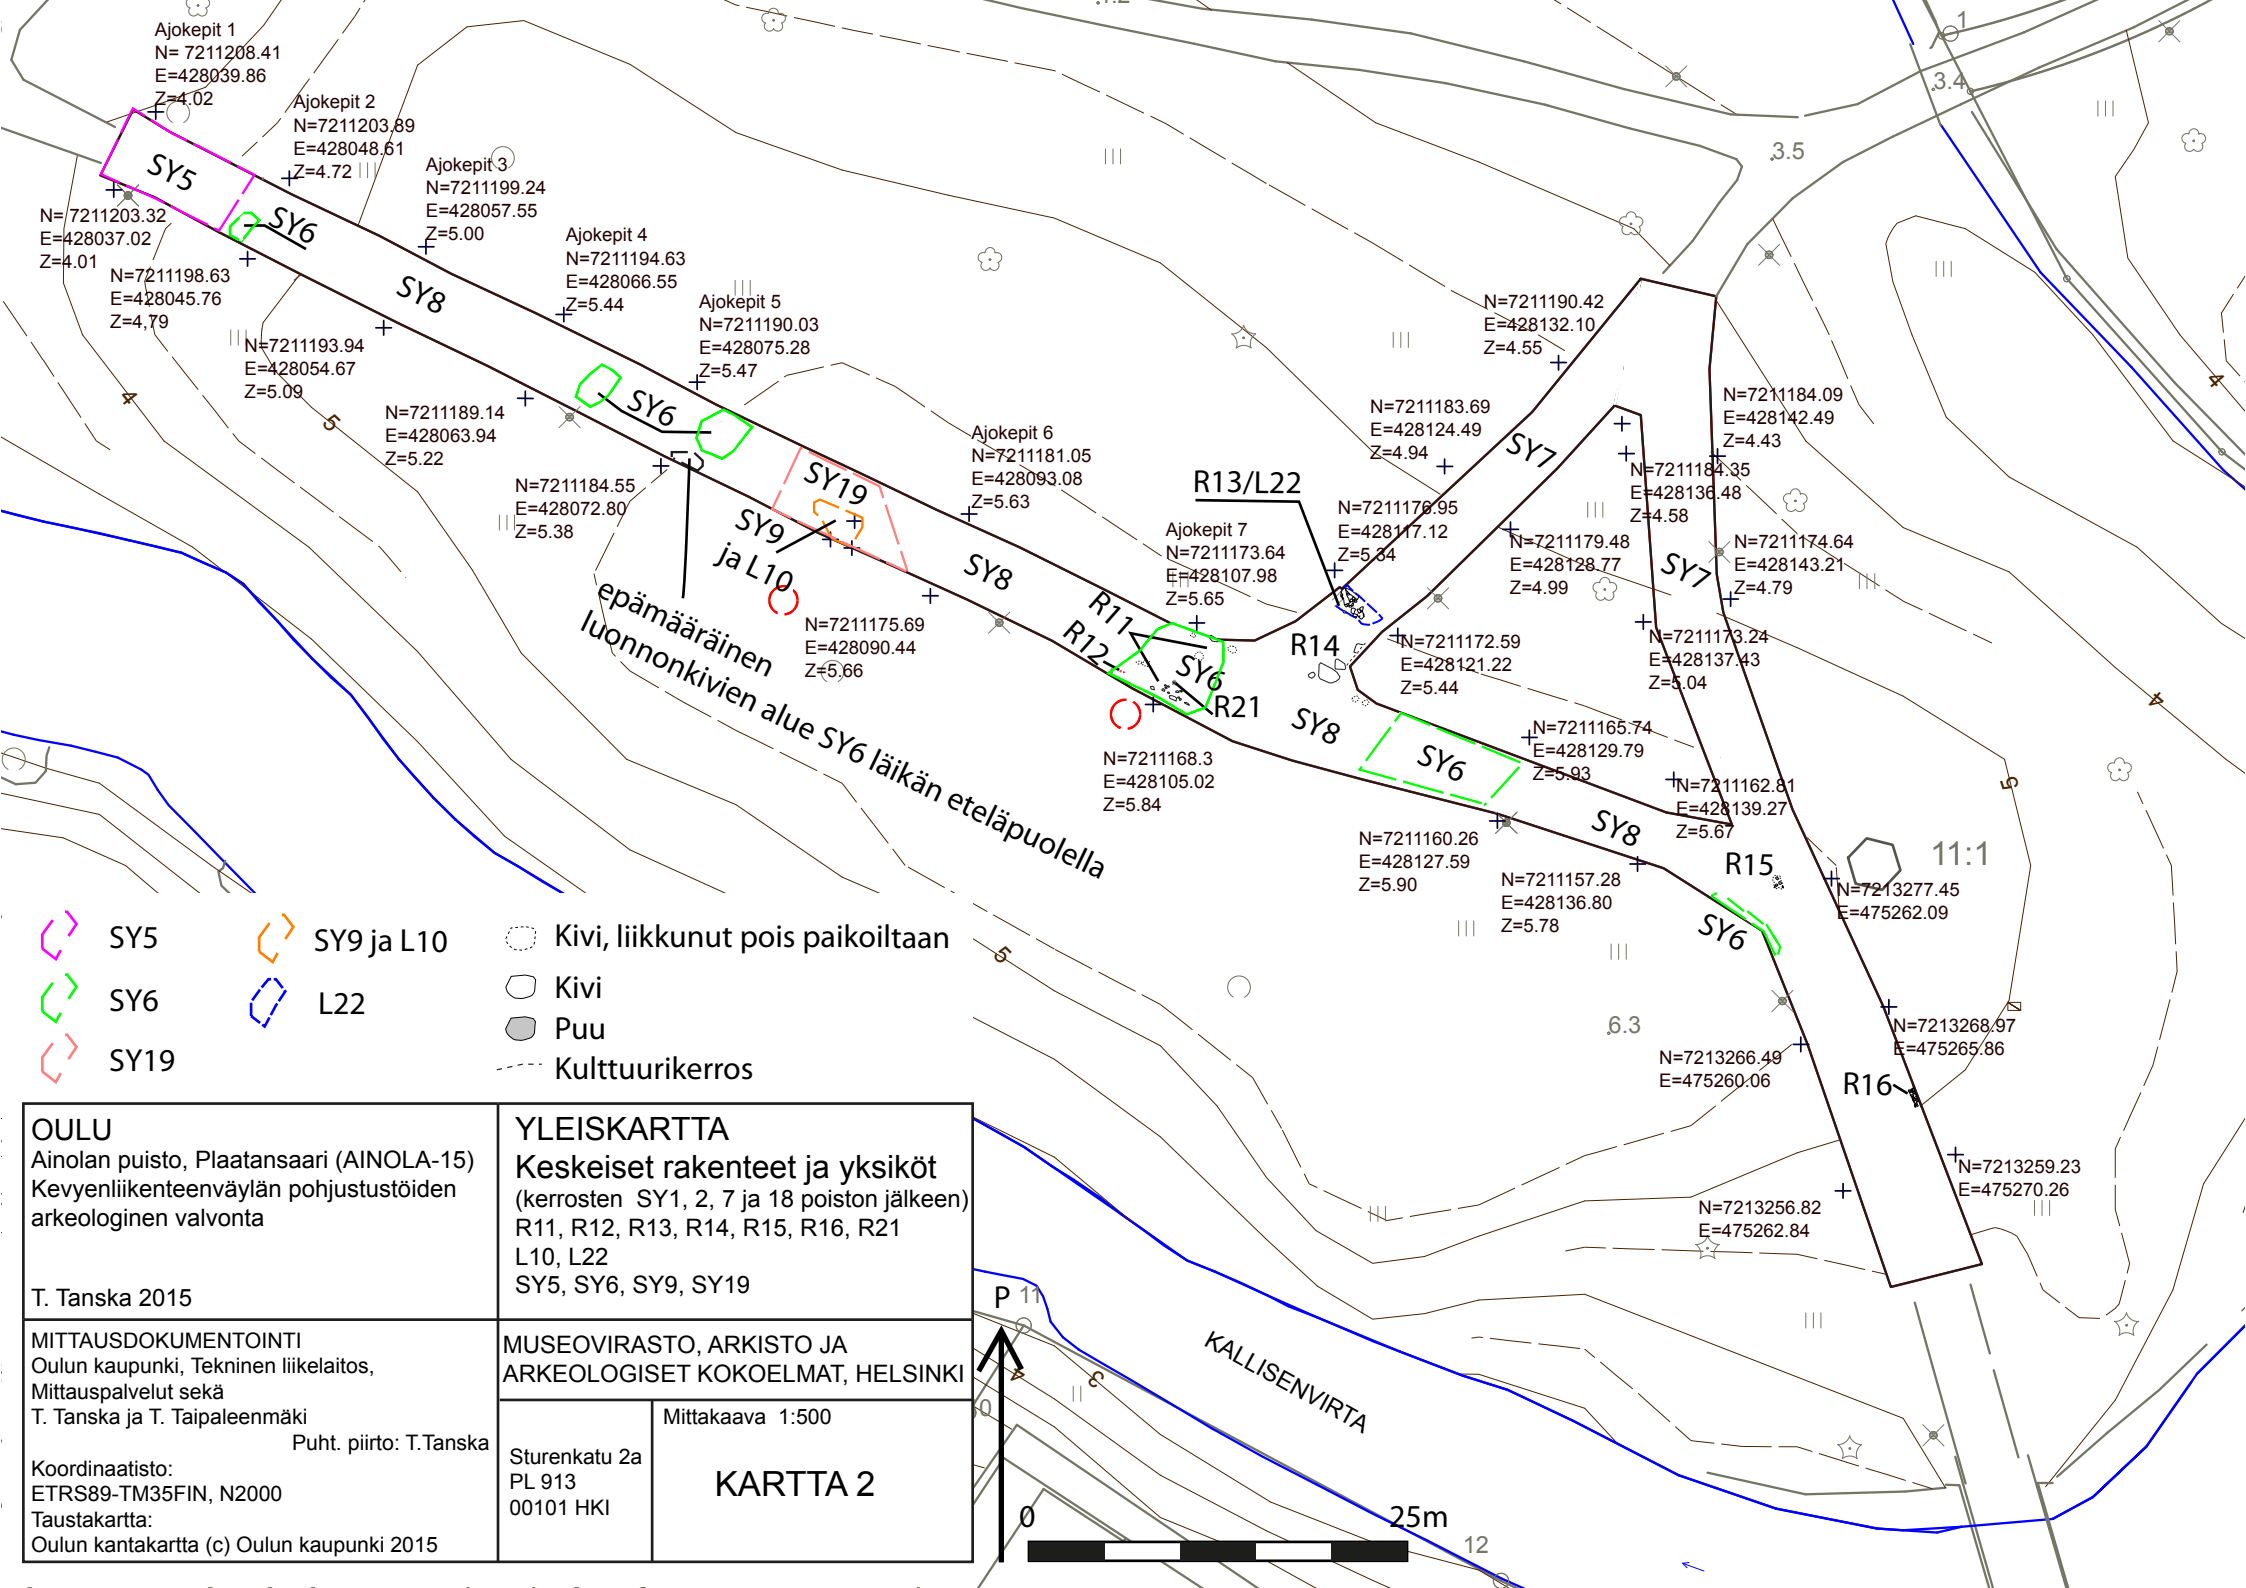 Ajokepit 1
N= 7211208.41
E=428039.86
Z=4.02
Ajokepit 2
N=7211203.89
E=428048.61
Z=4.72
Ajokepit 3
N=7211199.24
E=428057.55
Z=5.00
Ajokepit 4
N=7211194.63
E=428066.55
Z=5.44
Ajokepit 5
N=7211190.03
E=428075.28
Z=5.47
Ajokepit 6
N=7211181.05
E=428093.08
Z=5.63
Ajokepit 7
N=7211173.64
E=428107.98
Z=5.65
N= 7211203.32
E=428037.02
Z=4.01
N=7211198.63
E=428045.76
Z=4,79
N=7211193.94
E=428054.67
Z=5.09
N=7211189.14
E=428063.94
Z=5.22
N=7211184.55
E=428072.80
Z=5.38
N=7211175.69
E=428090.44
Z=5.66
N=7211168.3
E=428105.02
Z=5.84
N=7211190.42
E=428132.10
Z=4.55
N=7211183.69
E=428124.49
Z=4.94
N=7211176.95
E=428117.12
Z=5.34
N=7211184.09
E=428142.49
Z=4.43
N=7211184.35
E=428136.48
Z=4.58
N=7211179.48
E=428128.77
Z=4.99
N=7211174.64
E=428143.21
Z=4.79
N=7211172.59
E=428121.22
Z=5.44
N=7211173.24
E=428137.43
Z=5.04
N=7211165.74
E=428129.79
Z=5.93
N=7211162.81
E=428139.27
Z=5.67
N=7211160.26
E=428127.59
Z=5.90
N=7211157.28
E=428136.80
Z=5.78
N=7213277.45
E=475262.09
N=7213268.97
E=475265.86
N=7213266.49
E=475260.06
N=7213259.23
E=475270.26
N=7213256.82
E=475262.84
SY5
SY6
SY8
SY6
SY19
SY9
ja L10
SY8
R11
R12
SY6
R21
R13/L22
R14
SY7
SY7
SY8
SY6
SY8
R15
SY6
R16
epämääräinen
luonnonkivien alue SY6 läikän eteläpuolella
1
3.4
3.5
11:1
6.3
4
5
4
4
5
5
4
3
11
12
KALLISENVIRTA
SY5
SY6
SY19
SY9 ja L10
L22
Kivi, liikkunut pois paikoiltaan
Kivi
Puu
Kulttuurikerros
OULU
Ainolan puisto, Plaatansaari (AINOLA-15)
Kevyenliikenteenväylän pohjustustöiden
arkeologinen valvonta
T. Tanska 2015
YLEISKARTTA
Keskeiset rakenteet ja yksiköt
(kerrosten SY1, 2, 7 ja 18 poiston jälkeen)
R11, R12, R13, R14, R15, R16, R21
L10, L22
SY5, SY6, SY9, SY19
MITTAUSDOKUMENTOINTI
Oulun kaupunki, Tekninen liikelaitos,
Mittauspalvelut sekä
T. Tanska ja T. Taipaleenmäki
Puht. piirto: T.Tanska
Koordinaatisto:
ETRS89-TM35FIN, N2000
Taustakartta:
Oulun kantakartta (c) Oulun kaupunki 2015
MUSEOVIRASTO, ARKISTO JA
ARKEOLOGISET KOKOELMAT, HELSINKI
Sturenkatu 2a
PL 913
00101 HKI
Mittakaava 1:500
KARTTA 2
P
0
25m